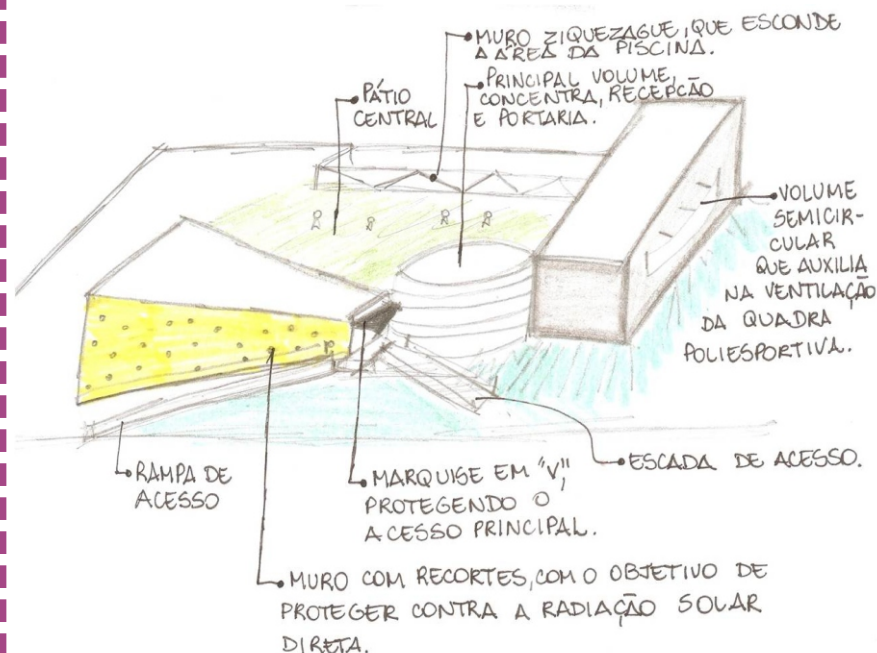 MURO ZIQUEZAGUE, QUE ESCONDE
A ÁREA DA PISCINA.
PRINCIPAL VOLUME,
CONCENTRA, RECEPÇÃO
E PORTARIA.
PÁTIO
CENTRAL
VOLUME
SEMICIR-
CULAR
QUE AUXILIA
NA VENTILAÇÃO
DA QUADRA
POLIESPORTIVA.
ESCADA DE ACESSO.
RAMPA DE
ACESSO
MARQUISE EM "V",
PROTEGENDO O
ACESSO PRINCIPAL.
MURO COM RECORTES, COM O OBJETIVO DE
PROTEGER CONTRA A RADIAÇÃO SOLAR
DIRETA.